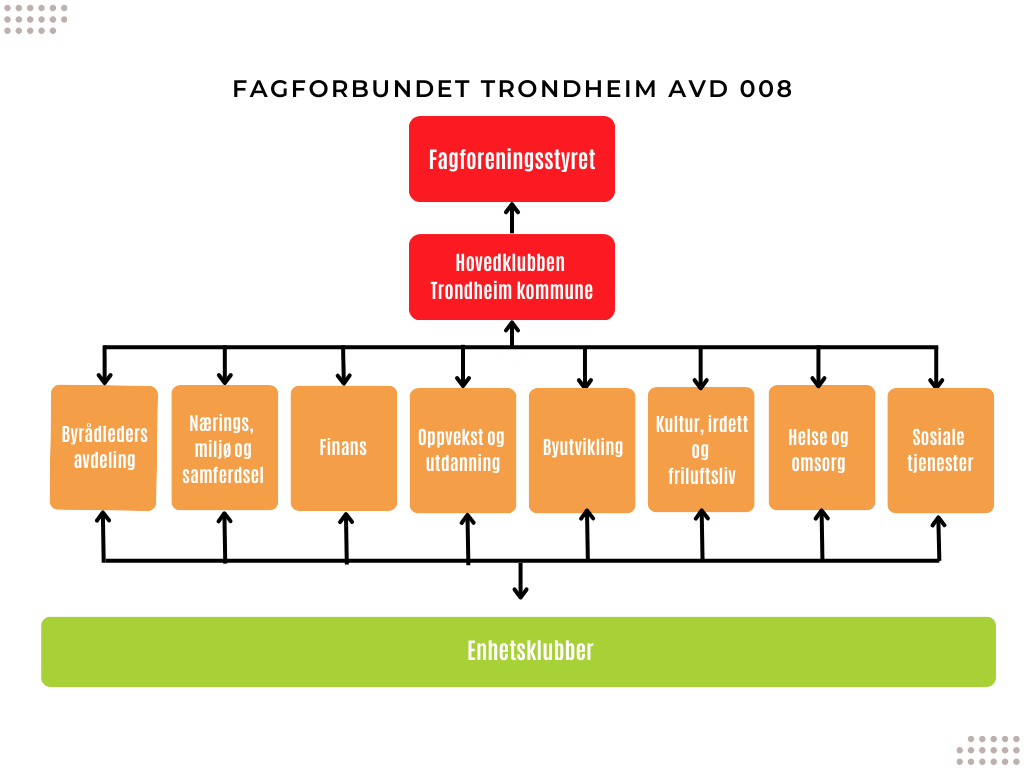 FAGFORBUNDET TRONDHEIM AVD 008
Fagforeningsstyret
Hovedklubben
Trondheim kommune
Byrådleders
avdeling
Nærings,
miljø og
samferdsel
Finans
Oppvekst og
utdanning
Byutvikling
Kultur, irdett
og
friluftsliv
Helse og
omsorg
Sosiale
tjenester
Enhetsklubber